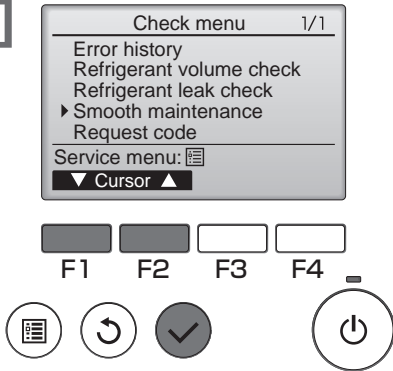 Check menu 1/1
Error history
Refrigerant volume check
Refrigerant leak check
Smooth maintenance
Request code
Service menu:
▼ Cursor ▲
F1 F2 F3 F4